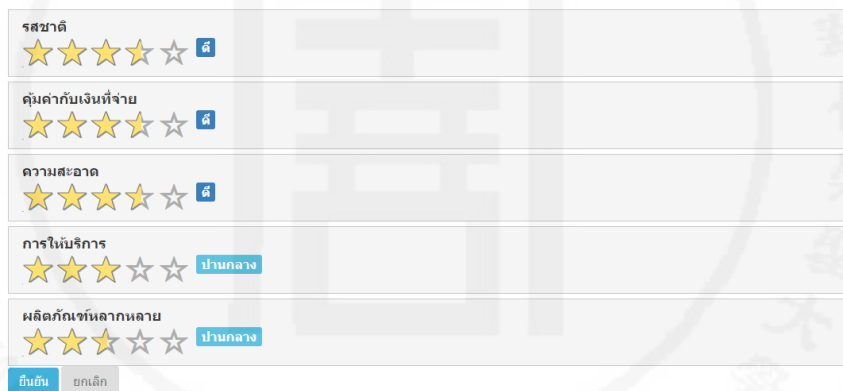 รสชาติ
ดี
คุ้มค่ากับเงินที่จ่าย
ดี
ความสะอาด
ดี
การให้บริการ
ปานกลาง
ผลิตภัณฑ์หลากหลาย
ปานกลาง
ยืนยัน ยกเลิก